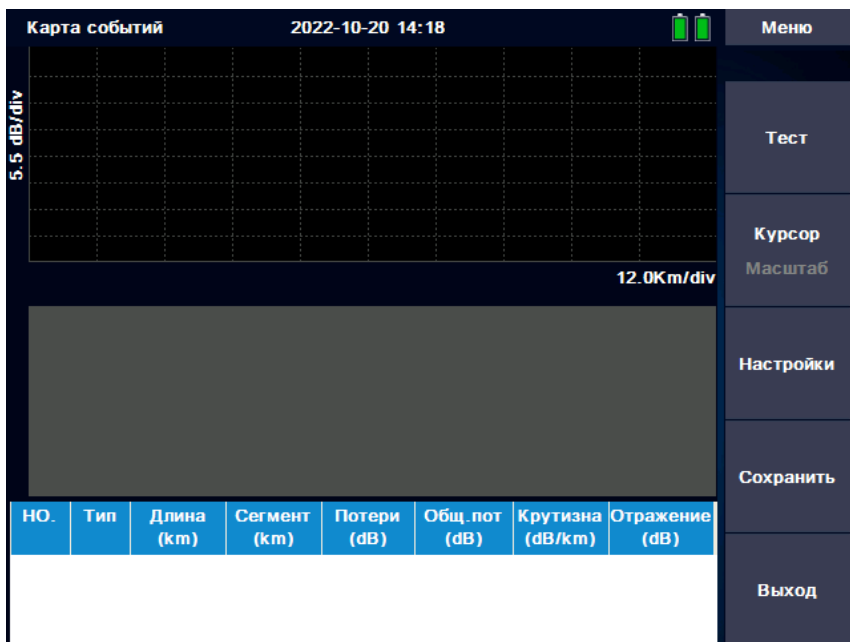 Карта событий 2022-10-20 14:18 Меню
5.5 dB/div
12.0Km/div
Тест
Курсор
Масштаб
Настройки
Сохранить
Выход
НО. Тип Длина Сегмент Потери Общ.пот Крутизна Отражение
(km) (km) (dB) (dB) (dB/km) (dB)